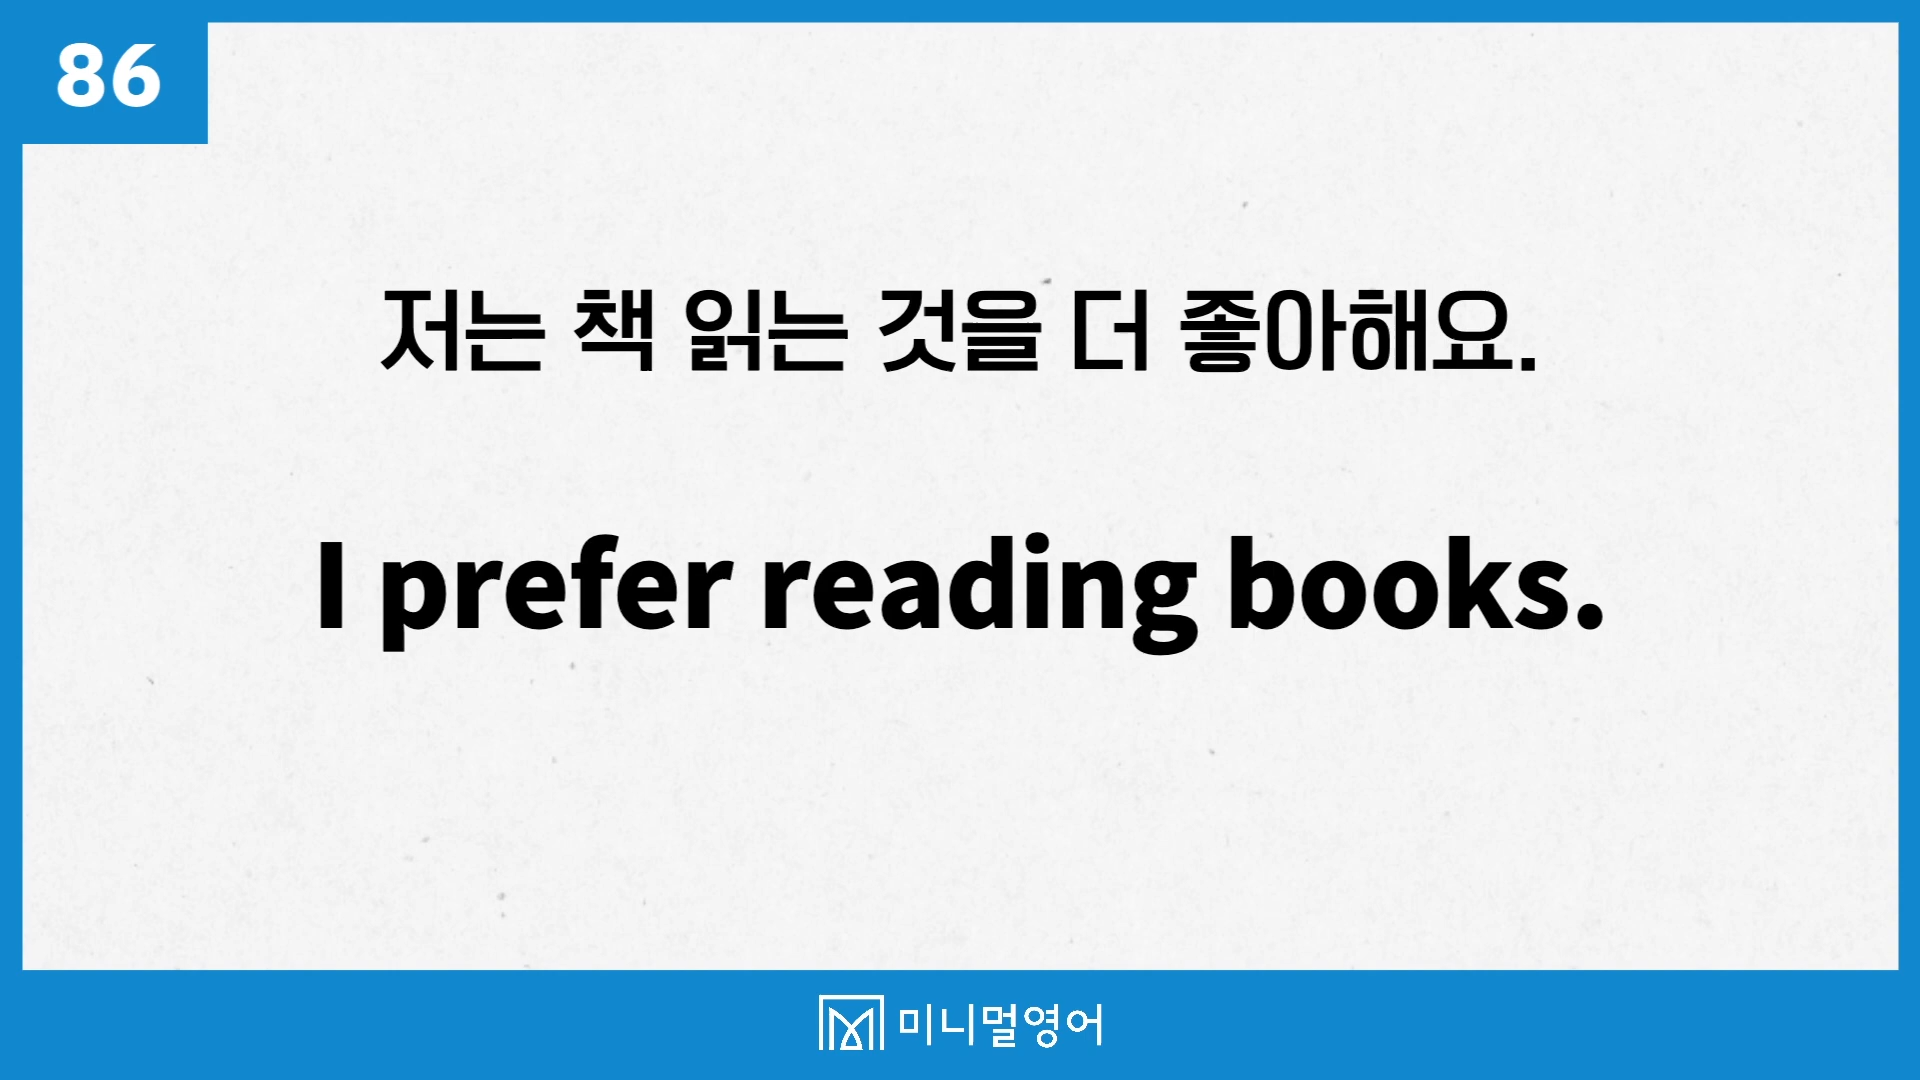 86
저는 책 읽는 것을 더 좋아해요.
I prefer reading books.
미니멀영어